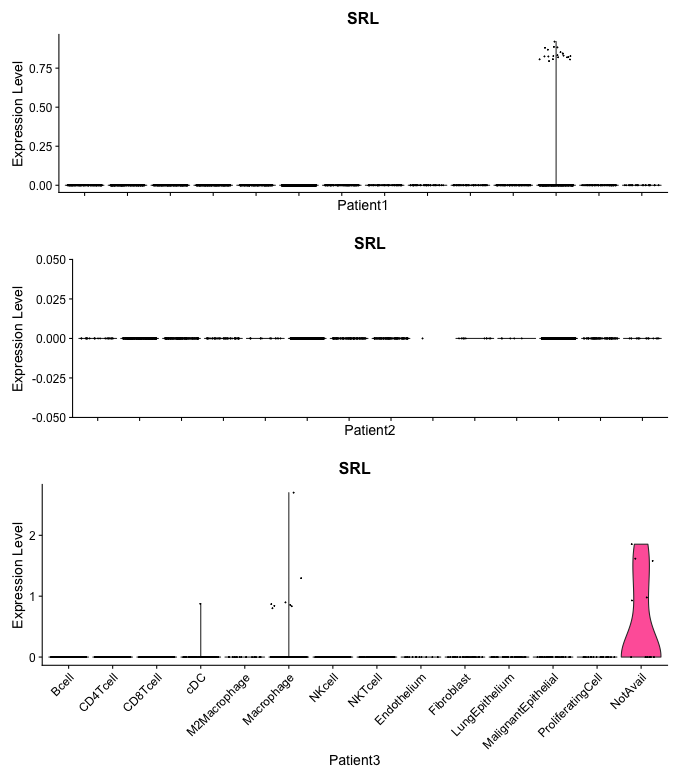 SRL
Expression Level
0.75
0.50
0.25
0.00
Patient1
SRL
Expression Level
0.050
0.025
0.000
-0.025
-0.050
Patient2
SRL
Expression Level
2
1
0
Bcell
CD4Tcell
CD8Tcell
cDC
M2Macrophage
Macrophage
NKcell
NKTcell
Endothelium
Fibroblast
LungEpithelium
MalignantEpithelial
ProliferatingCell
NotAvail
Patient3